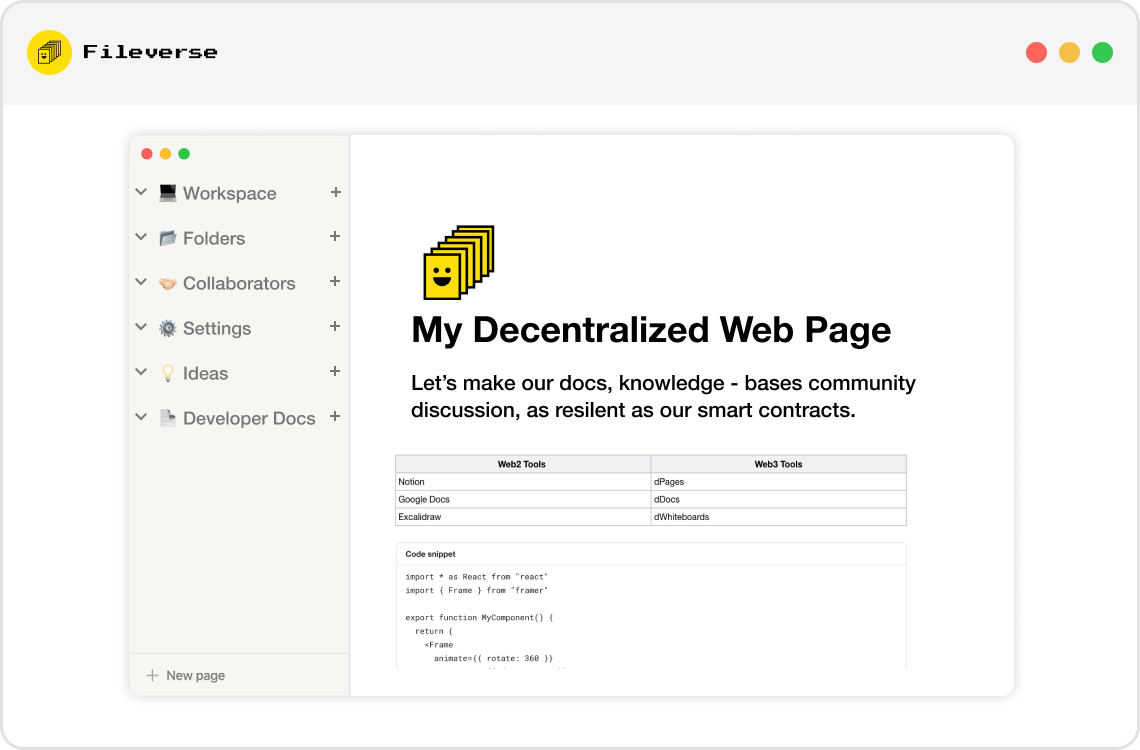 Fileverse
Workspace
Folders
Collaborators
Settings
Ideas
Developer Docs
New page
My Decentralized Web Page
Let’s make our docs, knowledge - bases community
discussion, as resilent as our smart contracts.
Web2 Tools Web3 Tools
Notion dPages
Google Docs dDocs
Excalidraw dWhiteboards
Code snippet
import * as React from "react"
import { Frame } from "framer"
export function MyComponent() {
return (
<Frame
animate={{ rotate: 360 }}